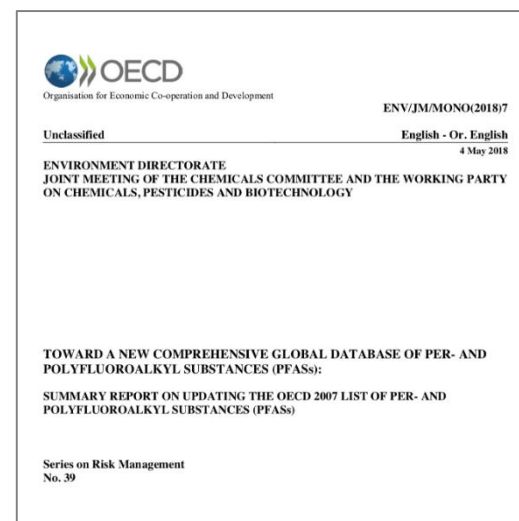 OECD
Organisation for Economic Co-operation and Development
ENV/JM/MONO(2018)7
Unclassified English - Or. English
4 May 2018
ENVIRONMENT DIRECTORATE
JOINT MEETING OF THE CHEMICALS COMMITTEE AND THE WORKING PARTY
ON CHEMICALS, PESTICIDES AND BIOTECHNOLOGY
TOWARD A NEW COMPREHENSIVE GLOBAL DATABASE OF PER- AND
POLYFLUOROALKYL SUBSTANCES (PFASs):
SUMMARY REPORT ON UPDATING THE OECD 2007 LIST OF PER- AND
POLYFLUOROALKYL SUBSTANCES (PFASs)
Series on Risk Management
No. 39